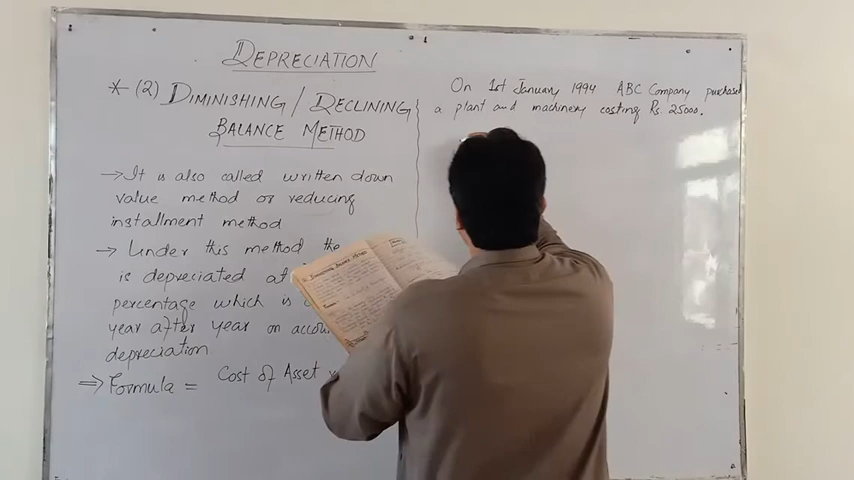 DEPRECIATION
* (2) DIMINISHING / DECLINING
BALANCE METHOD
→ It is also called written down
value method or reducing
installment method
→ Under this method the
is depreciated at
percentage which is
year after year on
depreciation.
⇒ Formula = Cost of Asset
On 1st January 1994 ABC Company purchased
a plant and machinery costing Rs. 25000.